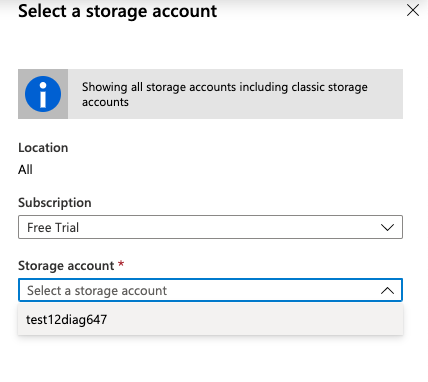 Select a storage account
Showing all storage accounts including classic storage
accounts
Location
All
Subscription
Free Trial
Storage account *
Select a storage account
test12diag647